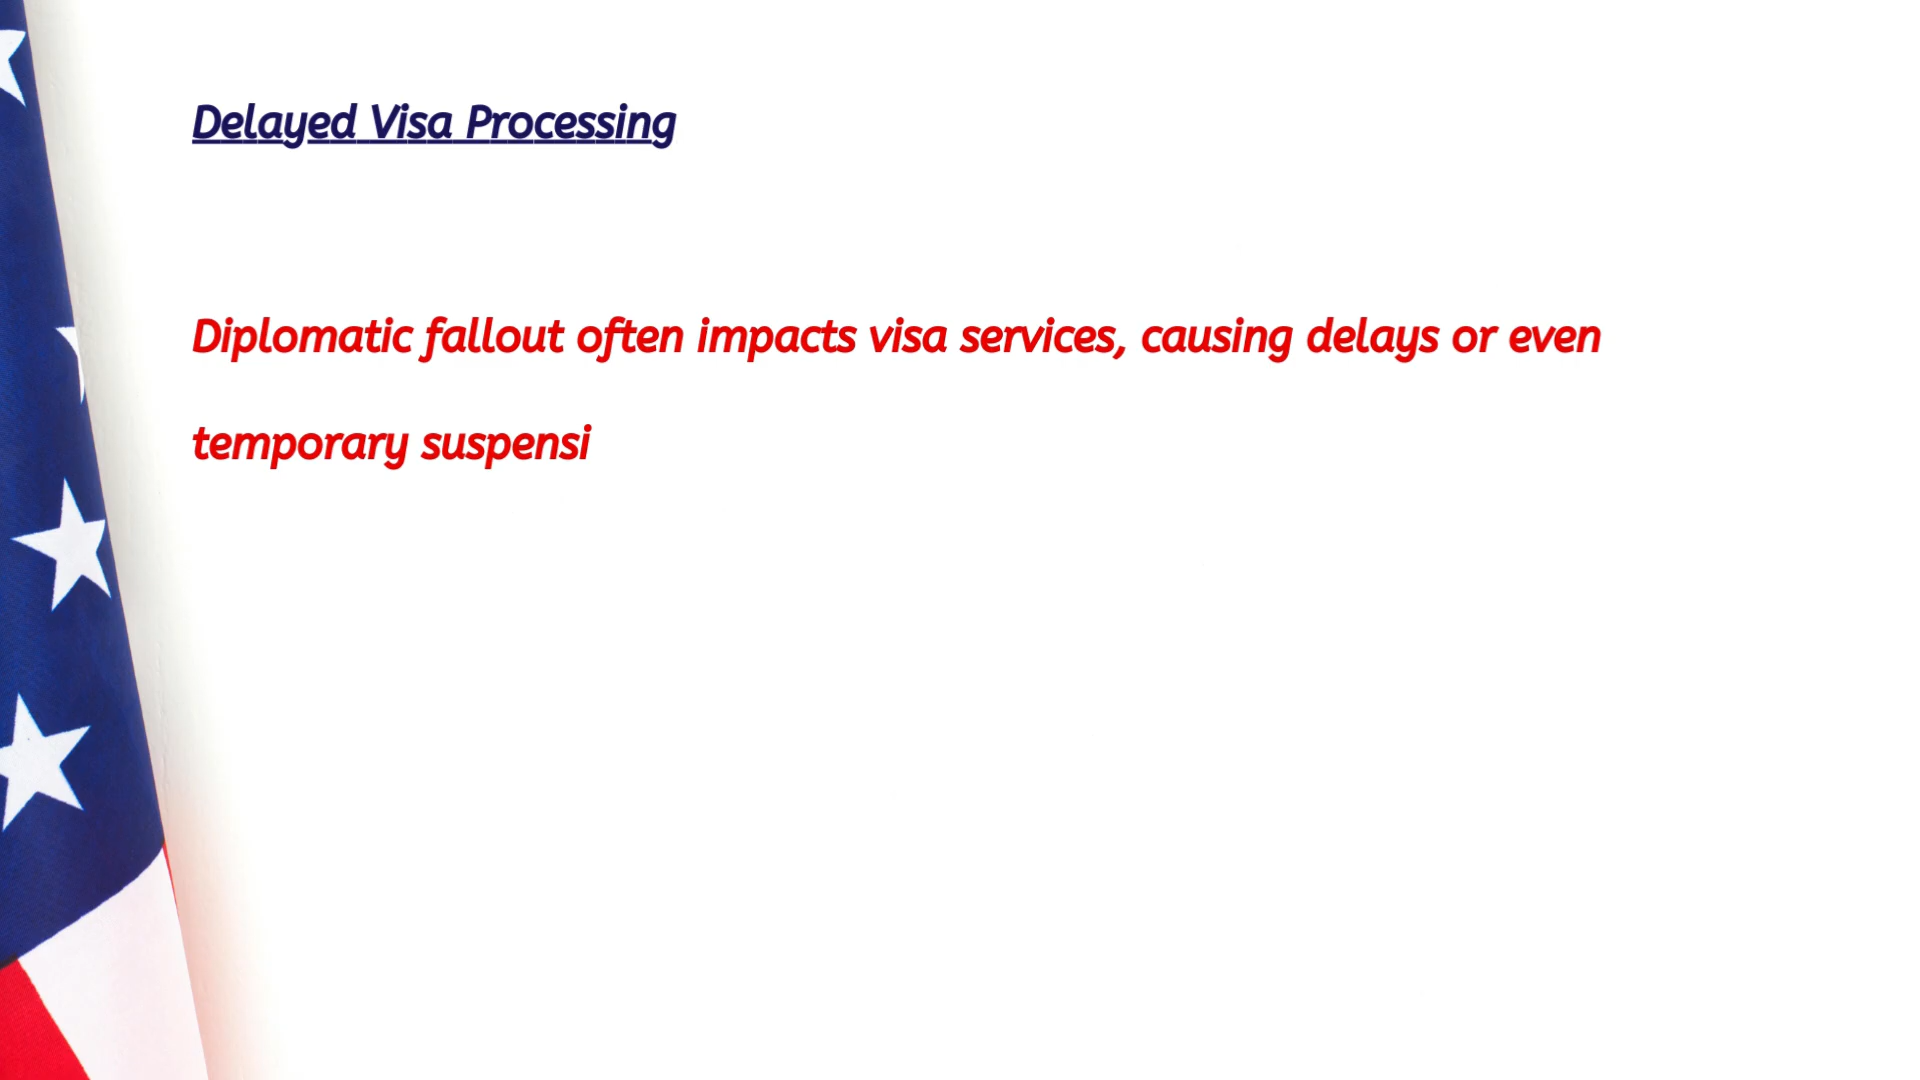 Delayed Visa Processing
Diplomatic fallout often impacts visa services, causing delays or even
temporary suspensi